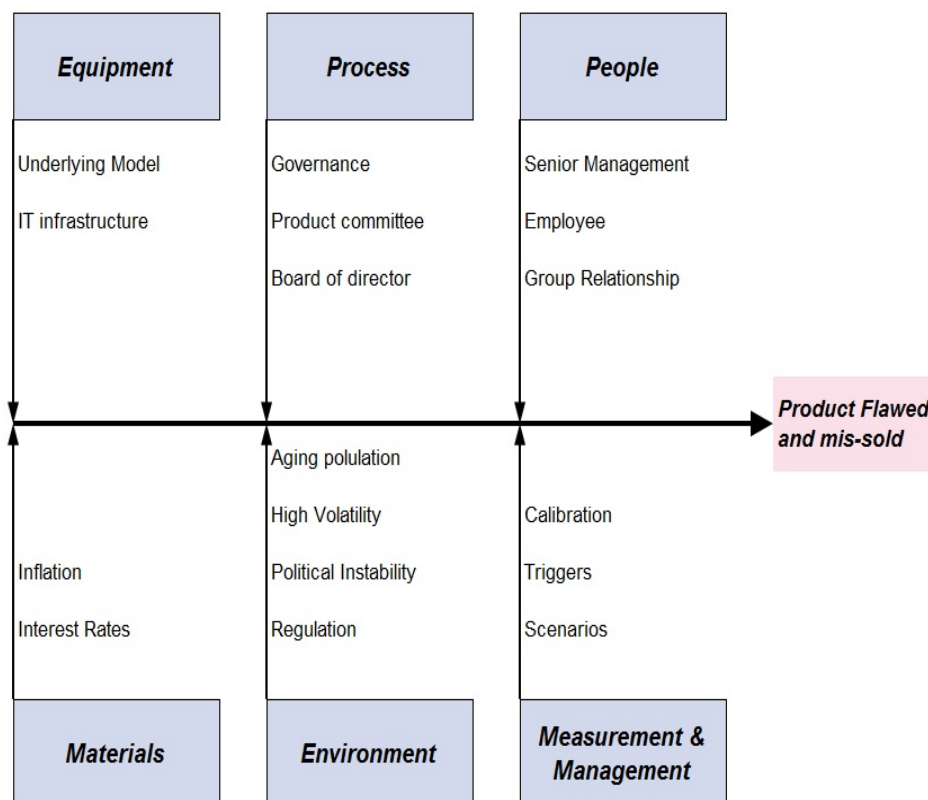 Equipment
Process
People
Underlying Model
Governance
Senior Management
IT infrastructure
Product committee
Employee
Board of director
Group Relationship
Product Flawed
and mis-sold
Aging polulation
High Volatility
Calibration
Inflation
Political Instability
Triggers
Interest Rates
Regulation
Scenarios
Materials
Environment
Measurement &
Management